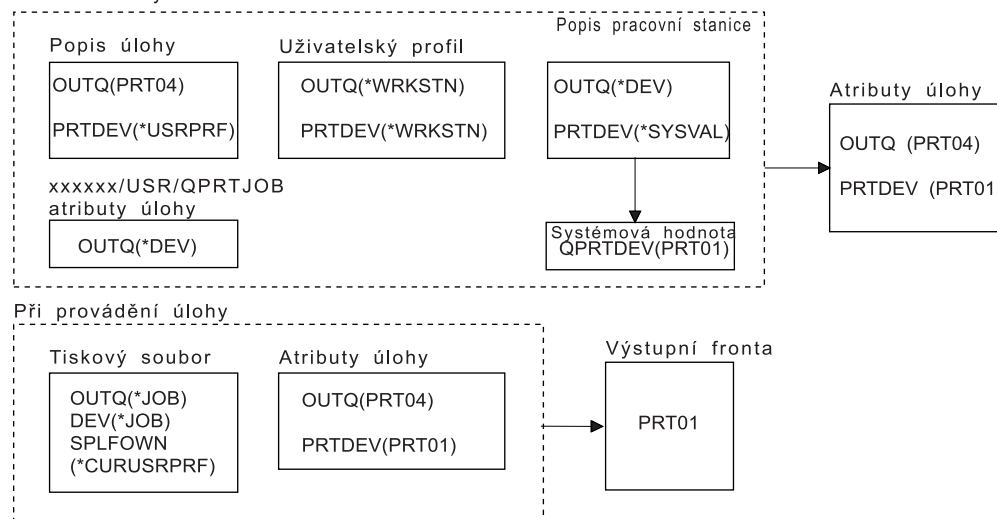 Popis pracovní stanice
Popis úlohy
OUTQ(PRT04)
PRTDEV(*USRPRF)
Uživatelský profil
OUTQ(*WRKSTN)
PRTDEV(*WRKSTN)
OUTQ(*DEV)
PRTDEV(*SYSVAL)
Atributy úlohy
OUTQ (PRT04)
PRTDEV (PRT01
xxxxxx/USR/QPRTJOB
atributy úlohy
OUTQ(*DEV)
Systémová hodnota
QPRTDEV(PRT01)
Při provádění úlohy
Tiskový soubor
OUTQ(*JOB)
DEV(*JOB)
SPLFOWN
(*CURUSRPRF)
Atributy úlohy
OUTQ(PRT04)
PRTDEV(PRT01)
Výstupní fronta
PRT01